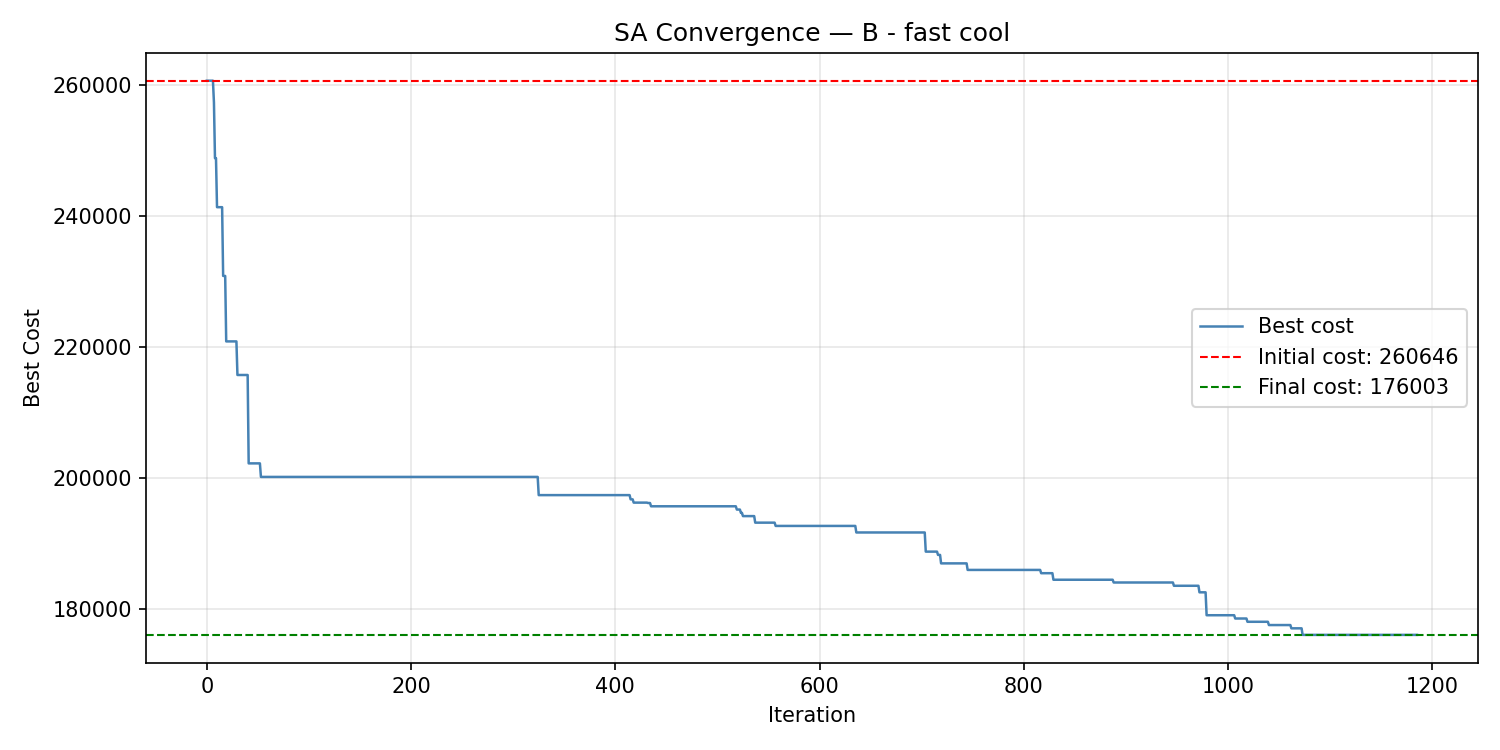 SA Convergence — B - fast cool
260000
240000
220000
200000
180000
Best Cost
Best cost
Initial cost: 260646
Final cost: 176003
0 200 400 600 800 1000 1200
Iteration